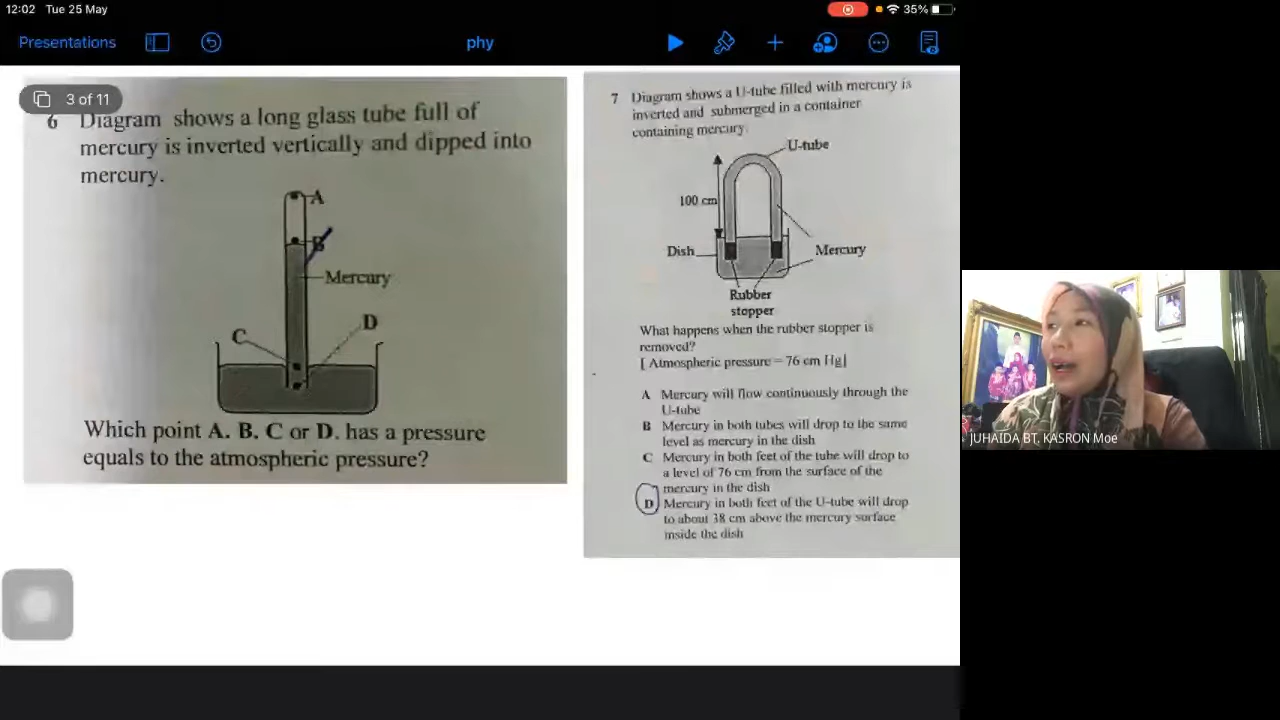 12:02 Tue 25 May
35%
Presentations
phy
3 of 11
6 Diagram shows a long glass tube full of
mercury is inverted vertically and dipped into
mercury.
A
B
Mercury
C
D
Which point A. B. C or D. has a pressure
equals to the atmospheric pressure?
7 Diagram shows a U-tube filled with mercury is
inverted and submerged in a container
containing mercury.
U-tube
100 cm
Dish
Mercury
Rubber
stopper
What happens when the rubber stopper is
removed?
[ Atmospheric pressure = 76 cm Hg]
A Mercury will flow continuously through the
U-tube
B Mercury in both tubes will drop to the same
level as mercury in the dish
C Mercury in both feet of the tube will drop to
a level of 76 cm from the surface of the
mercury in the dish
D Mercury in both feet of the U-tube will drop
to about 38 cm above the mercury surface
inside the dish
JUHAIDA BT. KASRON Moe